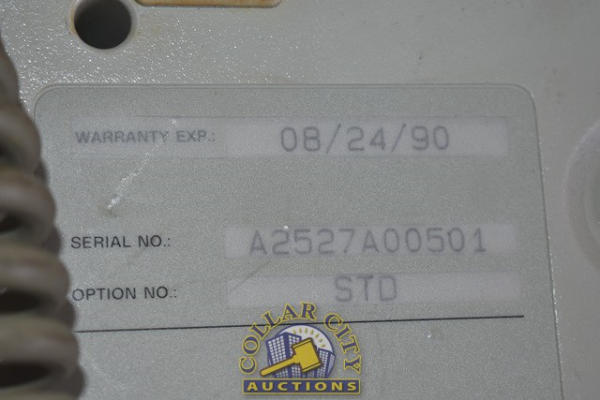 WARRANTY EXP.: 08/24/90
SERIAL NO.: A2527A00501
OPTION NO.: STD
COLLAR CITY
AUCTIONS